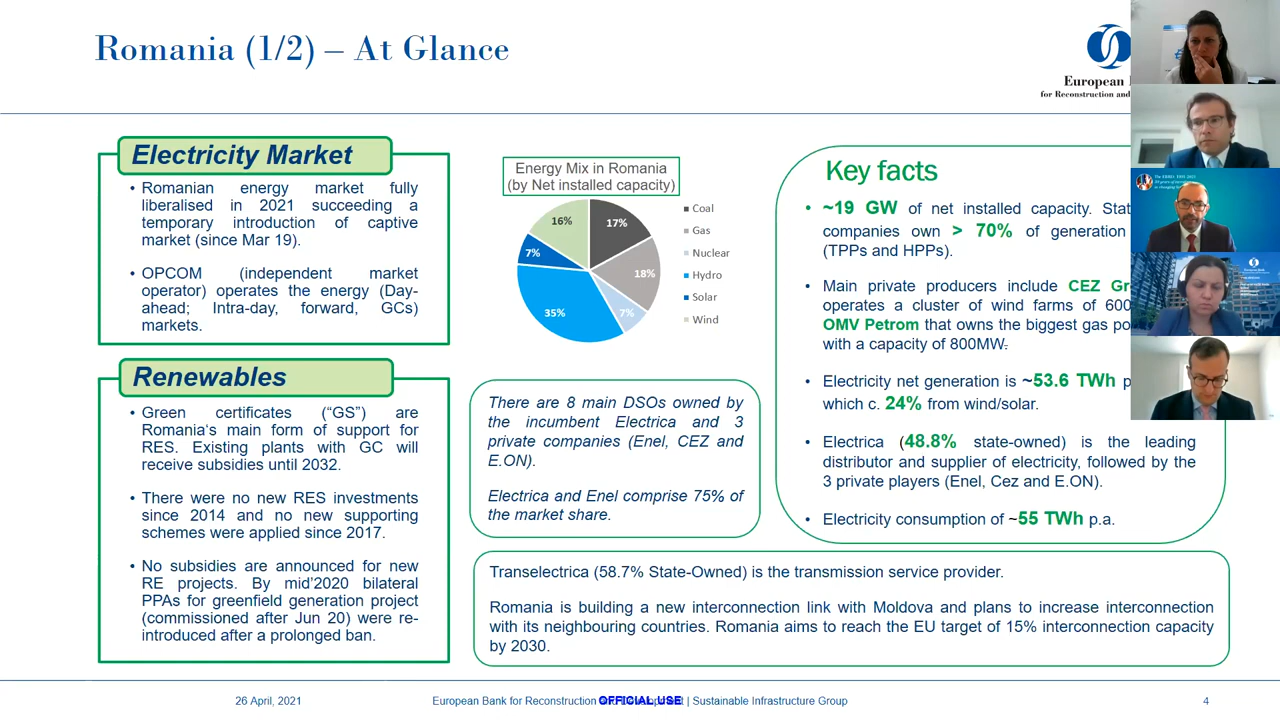 Romania (1/2) – At Glance
European
for Reconstruction and
Electricity Market
• Romanian energy market fully
liberalised in 2021 succeeding a
temporary introduction of captive
market (since Mar 19).
• OPCOM (independent market
operator) operates the energy (Day-
ahead; Intra-day, forward, GCs)
markets.
Renewables
• Green certificates (“GS”) are
Romania‘s main form of support for
RES. Existing plants with GC will
receive subsidies until 2032.
• There were no new RES investments
since 2014 and no new supporting
schemes were applied since 2017.
• No subsidies are announced for new
RE projects. By mid’2020 bilateral
PPAs for greenfield generation project
(commissioned after Jun 20) were re-
introduced after a prolonged ban.
Energy Mix in Romania
(by Net installed capacity)
16%
17%
7%
18%
35%
7%
Coal
Gas
Nuclear
Hydro
Solar
Wind
There are 8 main DSOs owned by
the incumbent Electrica and 3
private companies (Enel, CEZ and
E.ON).
Electrica and Enel comprise 75% of
the market share.
Key facts
• ~19 GW of net installed capacity. Stat
companies own > 70% of generation
(TPPs and HPPs).
• Main private producers include CEZ Gr
operates a cluster of wind farms of 600
OMV Petrom that owns the biggest gas po
with a capacity of 800MW.
• Electricity net generation is ~53.6 TWh p
which c. 24% from wind/solar.
• Electrica (48.8% state-owned) is the leading
distributor and supplier of electricity, followed by the
3 private players (Enel, Cez and E.ON).
• Electricity consumption of ~55 TWh p.a.
Transelectrica (58.7% State-Owned) is the transmission service provider.
Romania is building a new interconnection link with Moldova and plans to increase interconnection
with its neighbouring countries. Romania aims to reach the EU target of 15% interconnection capacity
by 2030.
26 April, 2021
European Bank for Reconstruction and Development | Sustainable Infrastructure Group
OFFICIAL USE
4